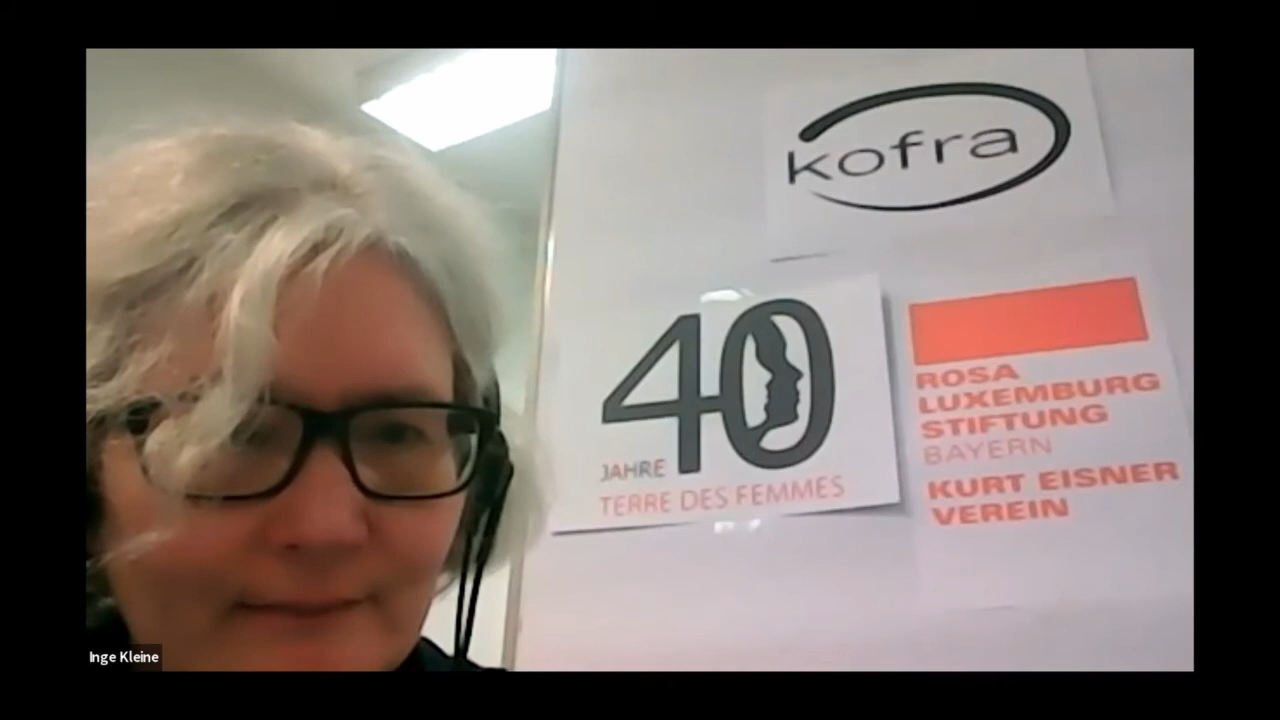 kofra
40
JAHRE
TERRE DES FEMMES
ROSA
LUXEMBURG
STIFTUNG
BAYERN
KURT EISNER
VEREIN
Inge Kleine